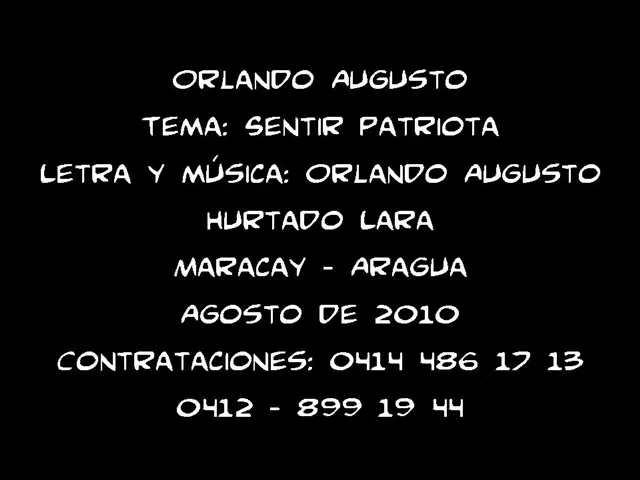 ORLANDO AUGUSTO
TEMA: SENTIR PATRIOTA
LETRA Y MÚSICA: ORLANDO AUGUSTO
HURTADO LARA
MARACAY - ARAGUA
AGOSTO DE 2010
CONTRATACIONES: 0414 486 17 13
0412 - 899 19 44